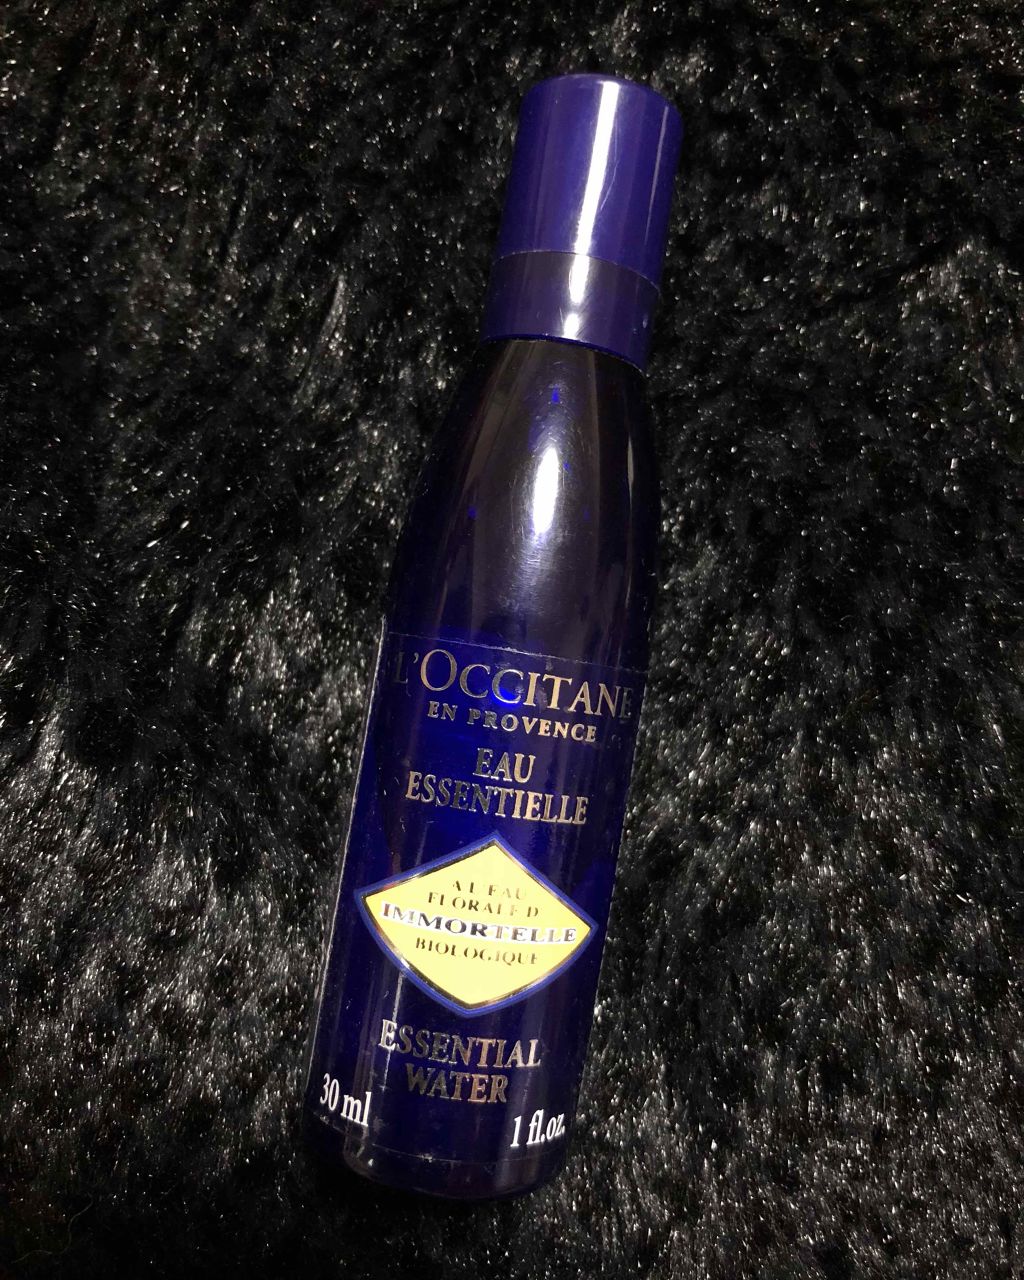 L'OCCITANE
EN PROVENCE
EAU
ESSENTIELLE
A L'EAU
FLORALE D
IMMORTELLE
BIOLOGIQUE
ESSENTIAL
WATER
30 ml
1 fl.oz.